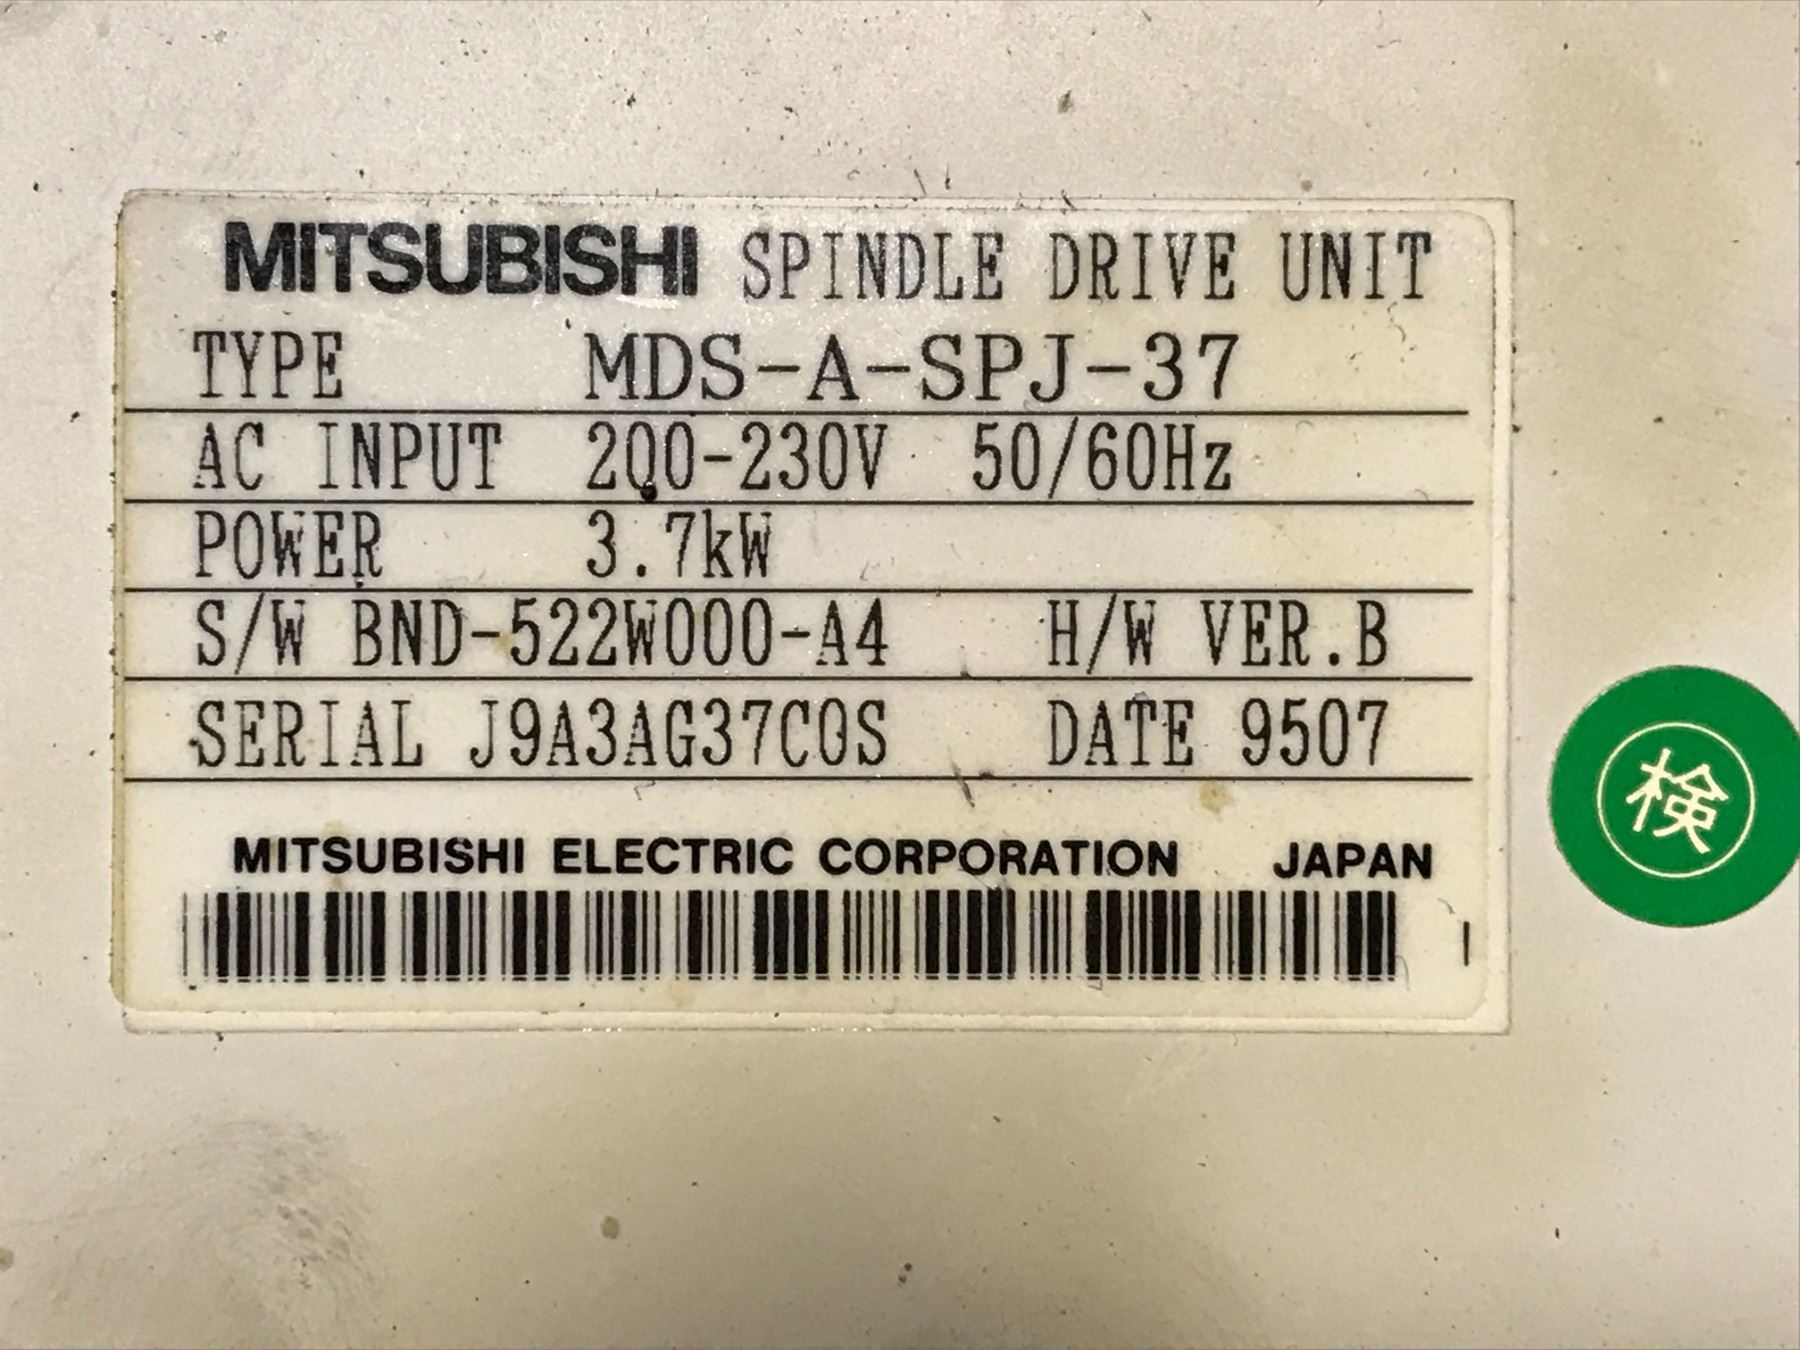 MITSUBISHI SPINDLE DRIVE UNIT
TYPE MDS-A-SPJ-37
AC INPUT 200-230V 50/60Hz
POWER 3.7kW
S/W BND-522W000-A4 H/W VER.B
SERIAL J9A3AG37C0S DATE 9507
MITSUBISHI ELECTRIC CORPORATION JAPAN
検